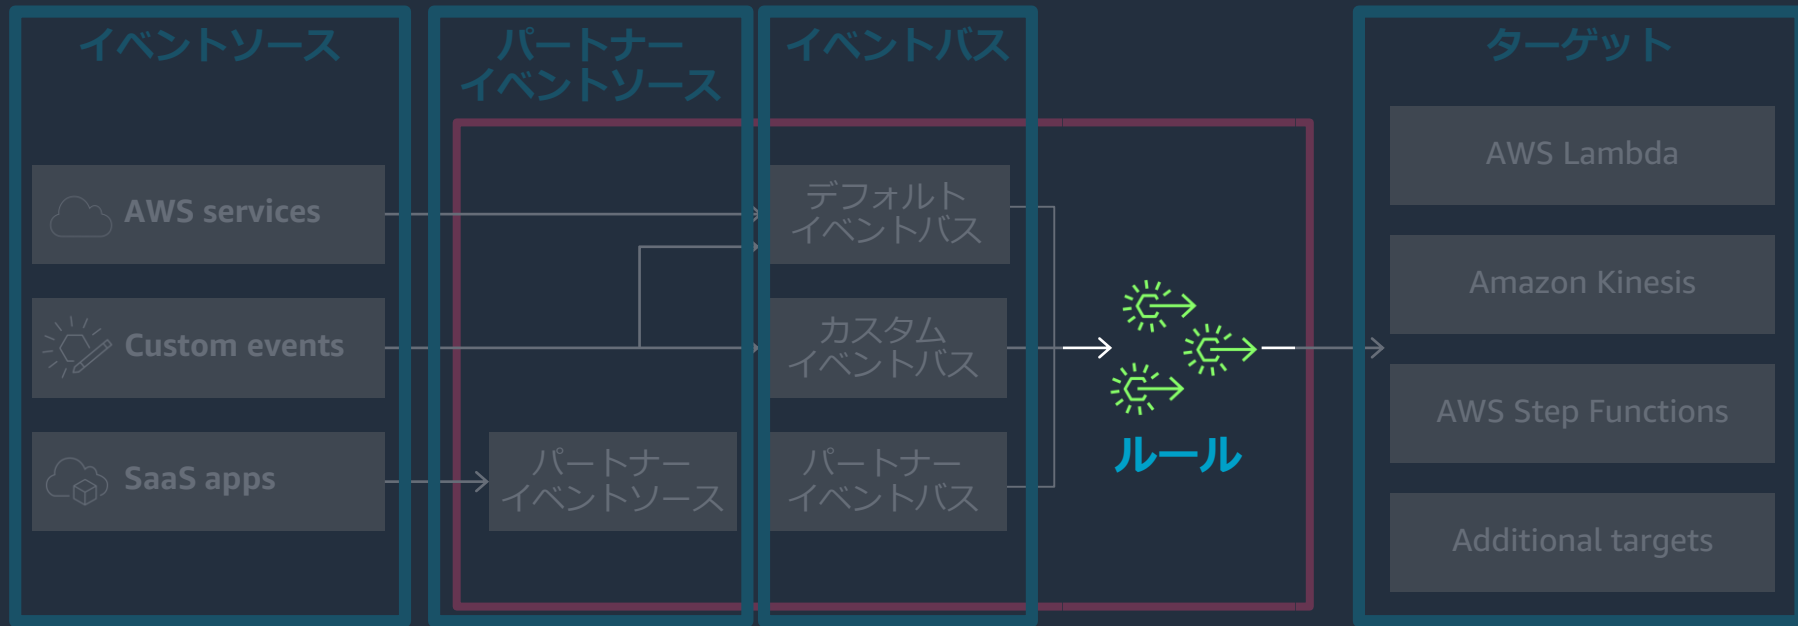 イベントソース
パートナー
イベントソース
イベントバス
ターゲット
AWS services
Custom events
SaaS apps
パートナー
イベントソース
デフォルト
イベントバス
カスタム
イベントバス
パートナー
イベントバス
ルール
AWS Lambda
Amazon Kinesis
AWS Step Functions
Additional targets